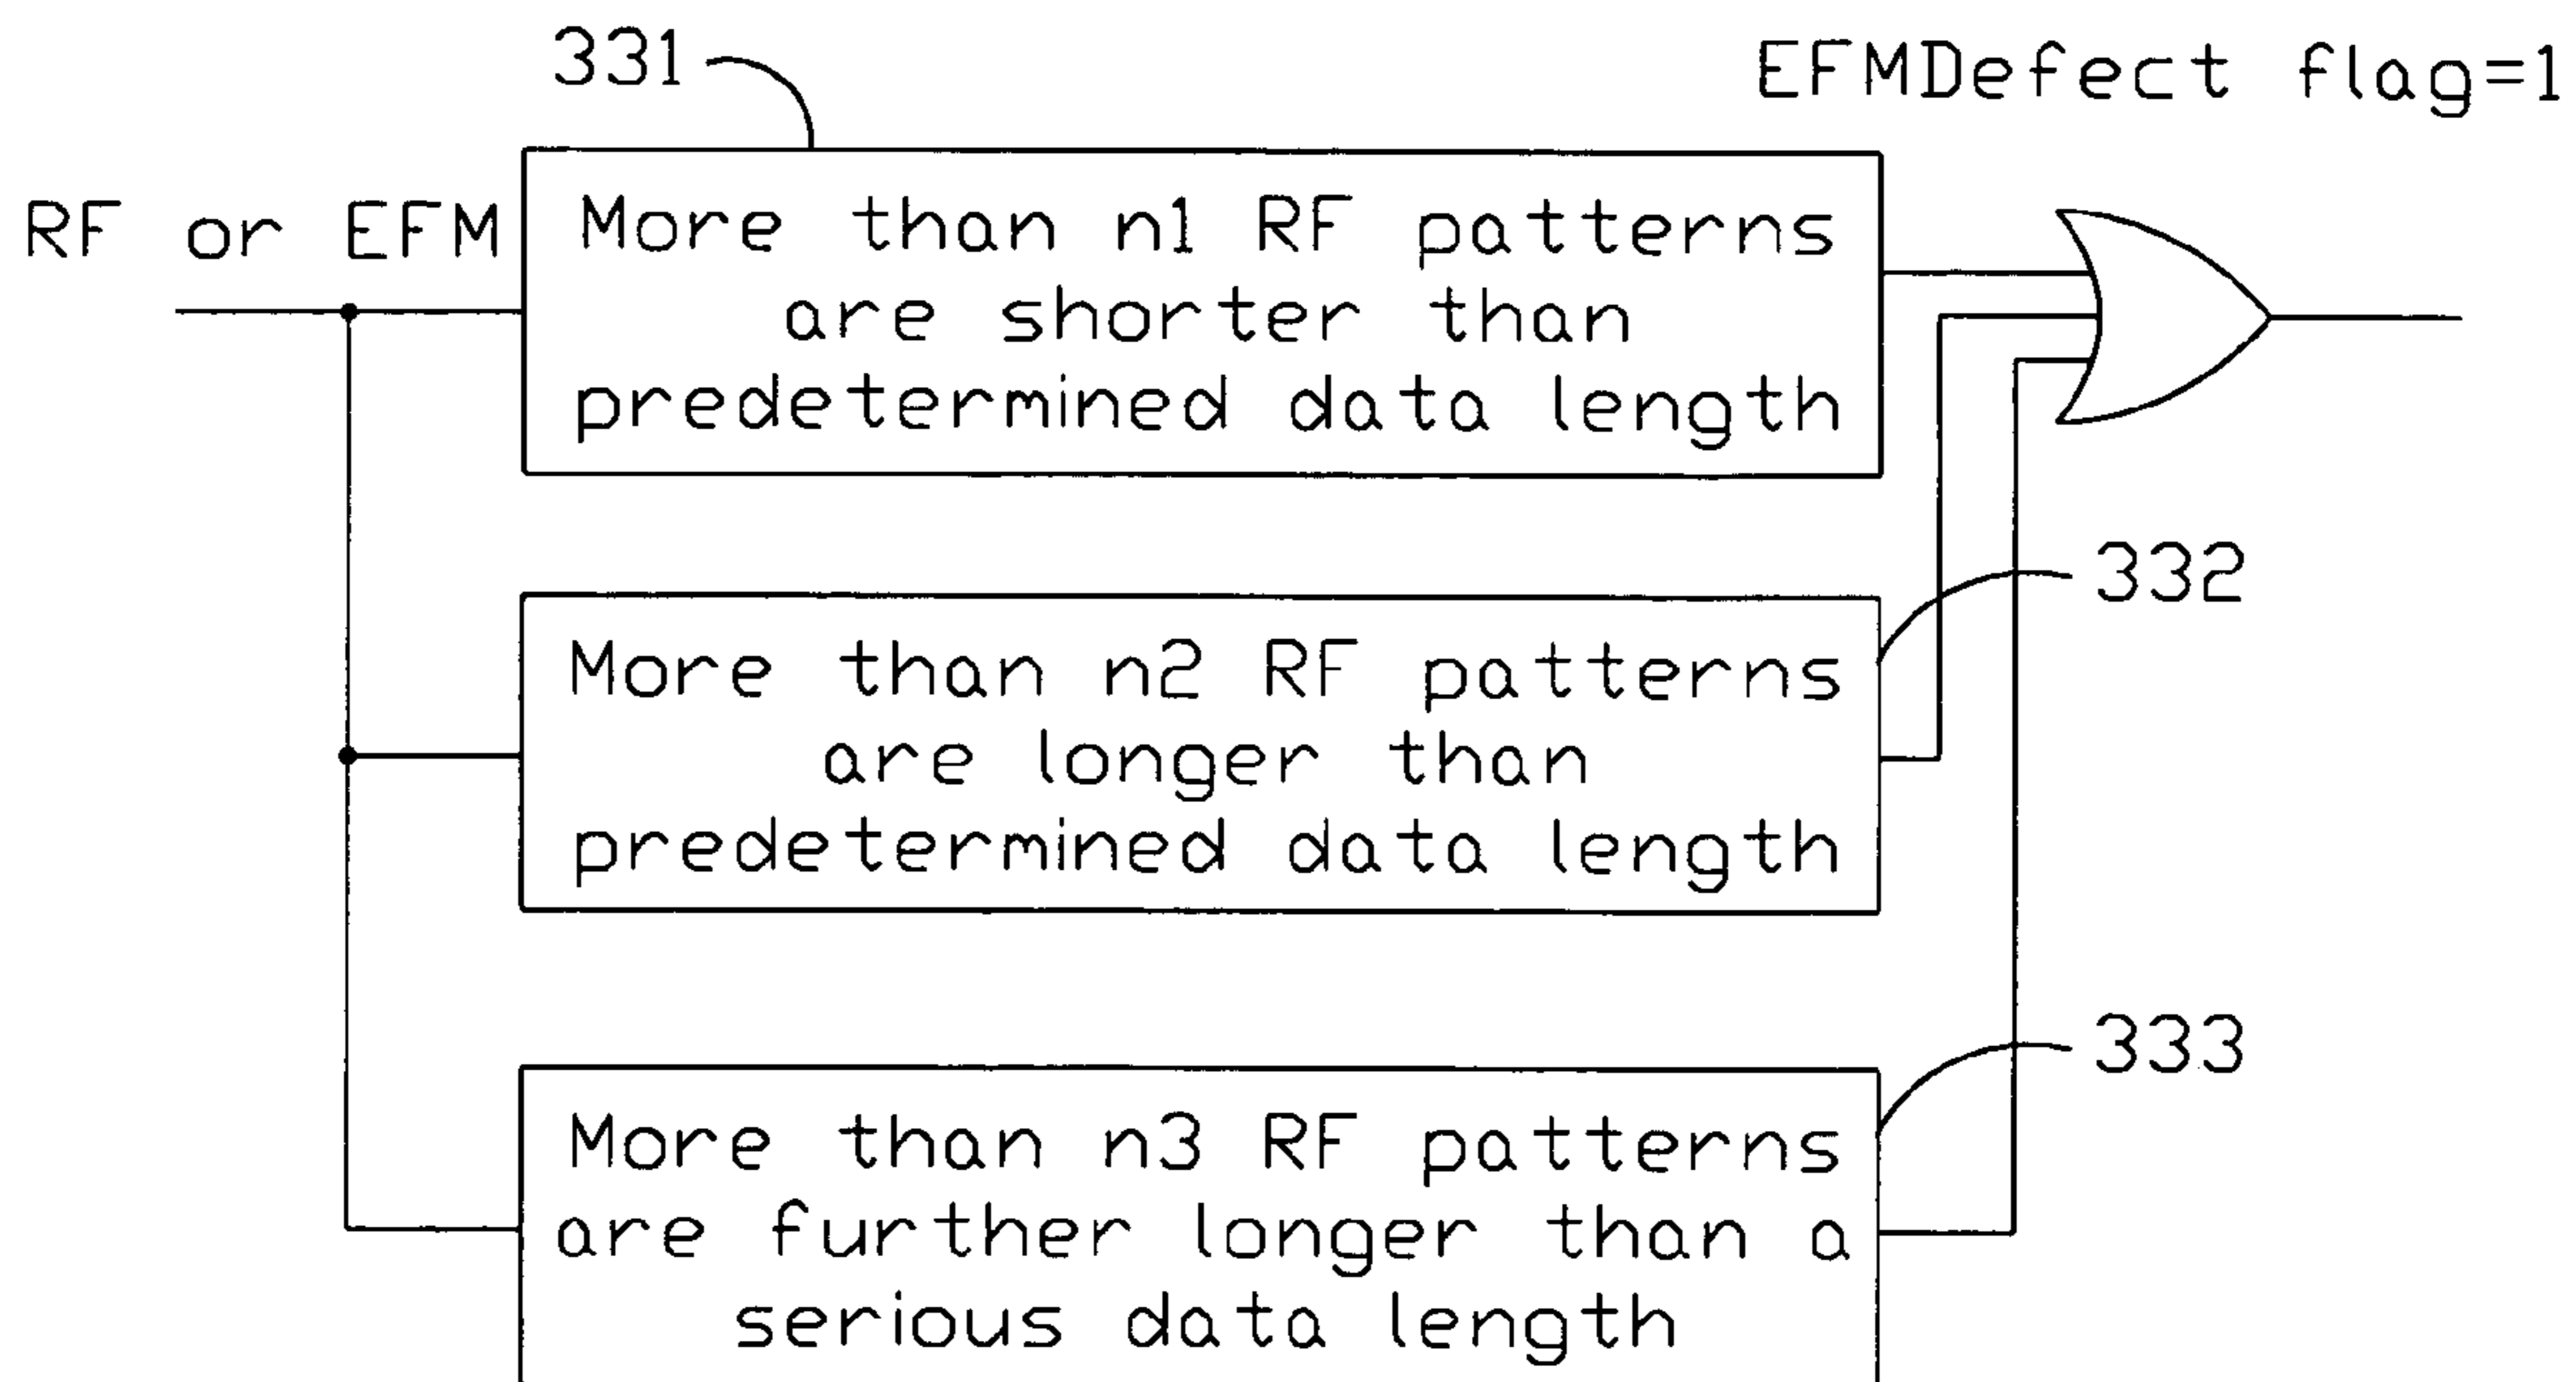 331
EFMDefect flag=1
RF or EFM
More than n1 RF patterns
are shorter than
predetermined data length
332
More than n2 RF patterns
are longer than
predetermined data length
333
More than n3 RF patterns
are further longer than a
serious data length